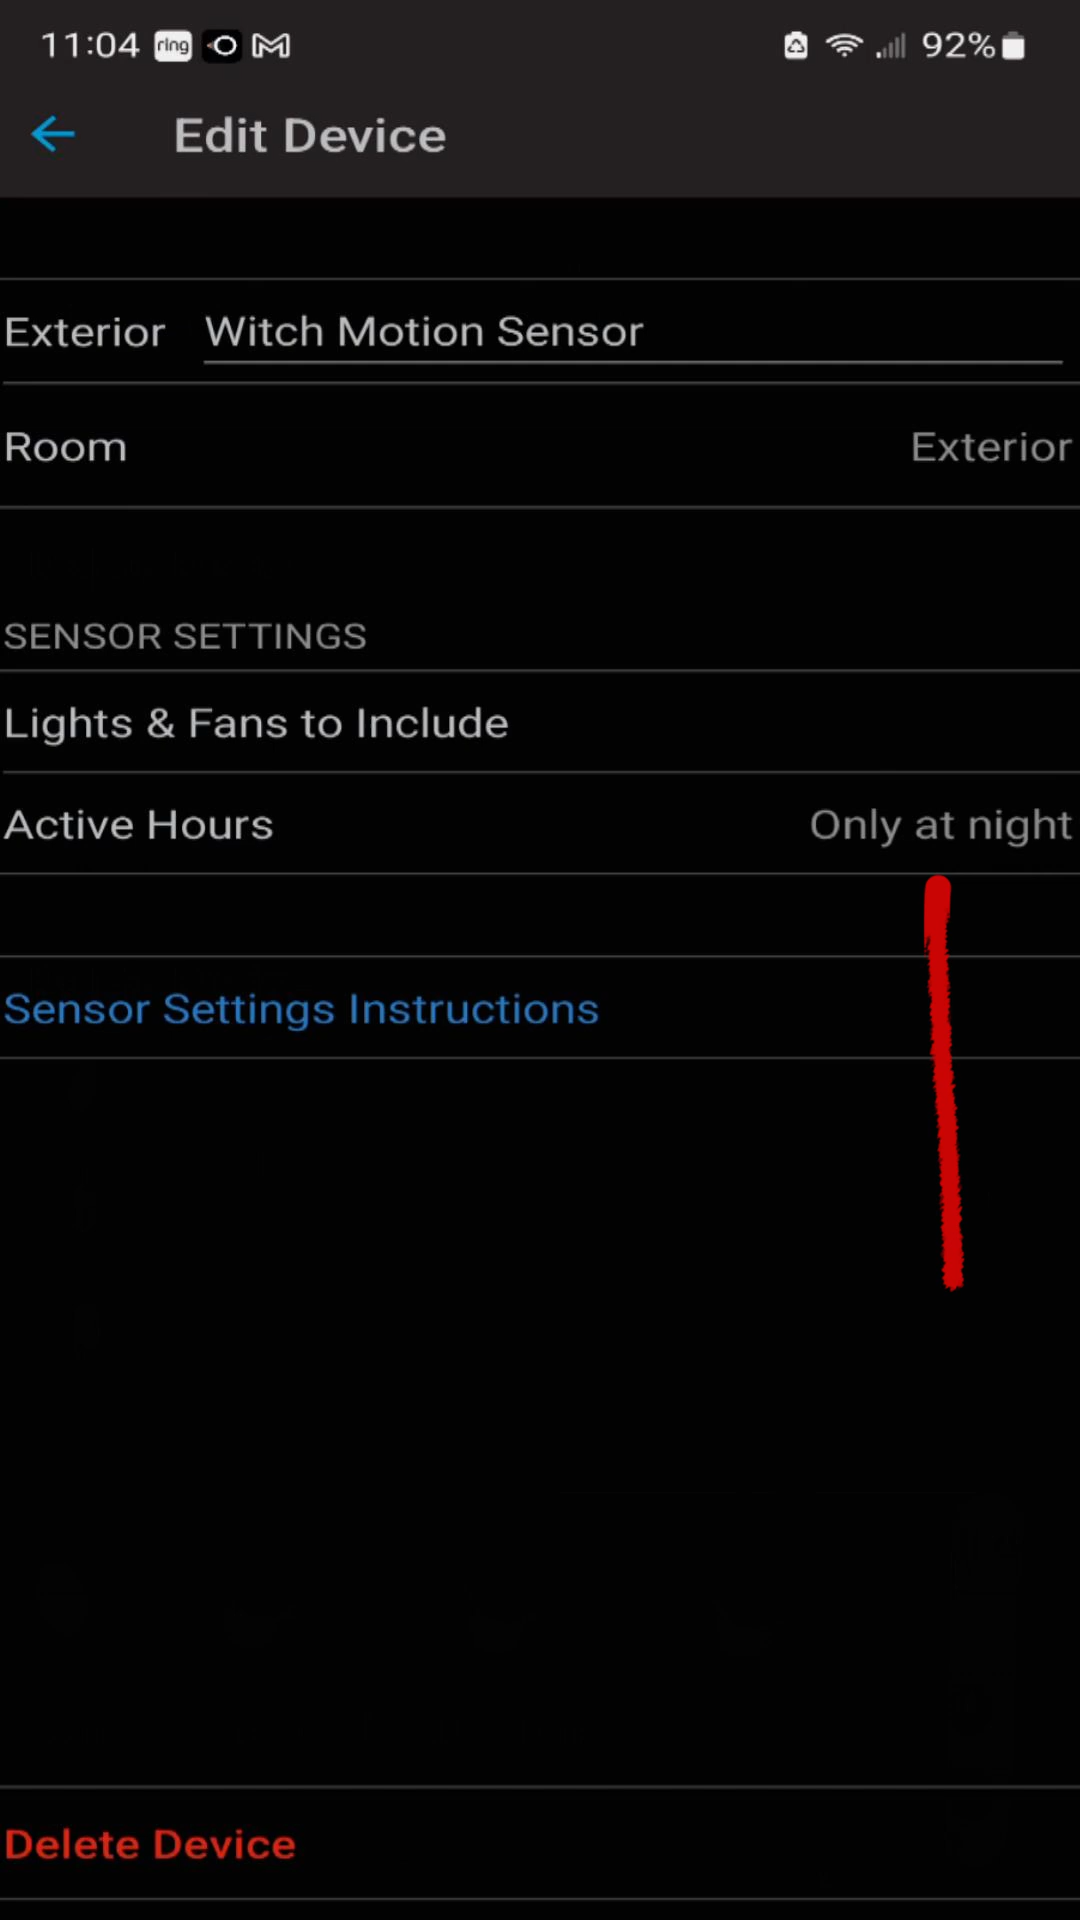 11:04 ring 92%
Edit Device
Exterior Witch Motion Sensor
Room Exterior
SENSOR SETTINGS
Lights & Fans to Include
Active Hours Only at night
Sensor Settings Instructions
Delete Device